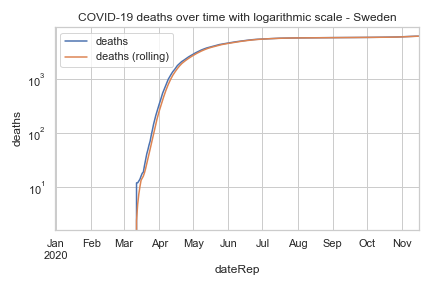 COVID-19 deaths over time with logarithmic scale - Sweden
deaths
deaths (rolling)
deaths
10³
10²
10¹
Jan Feb Mar Apr May Jun Jul Aug Sep Oct Nov
2020
dateRep